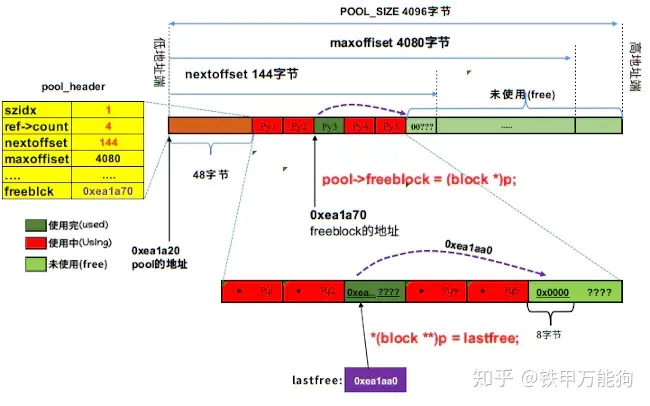 POOL_SIZE 4096字节
maxoffiset 4080字节
nextoffset 144字节
低地址端
高地址端
pool_header
未使用(free)
szidx 1
ref->count 4
nextoffset 144
maxoffiset 4080
.... ....
freeblck 0xea1a70
Py1 Py2 Py3 Py4 Py5 00??? .....
48字节
pool->freeblock = (block *)p;
0xea1a70
freeblock的地址
使用完(used)
使用中(Using)
未使用(free)
0xea1a20
pool的地址
0xea1aa0
Py1 Py2 0xea.. ???? Py4 Py5 0x0000 ????
8字节
*(block **)p = lastfree;
lastfree: 0xea1aa0
知乎 @铁甲万能狗